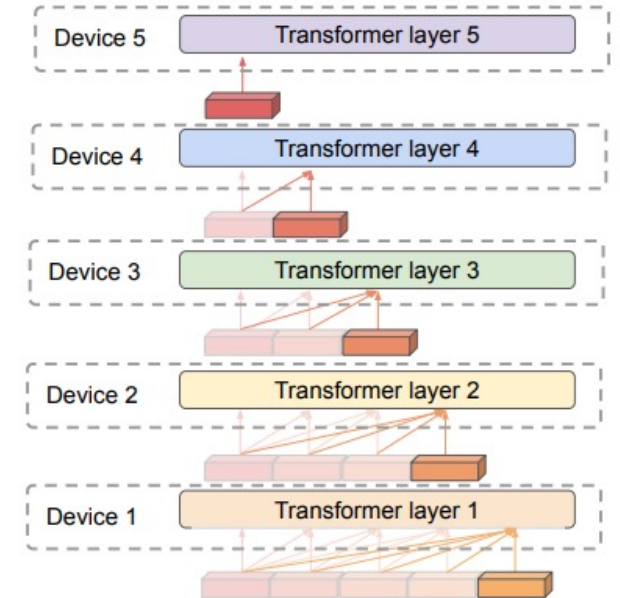 Device 5 Transformer layer 5
Device 4 Transformer layer 4
Device 3 Transformer layer 3
Device 2 Transformer layer 2
Device 1 Transformer layer 1